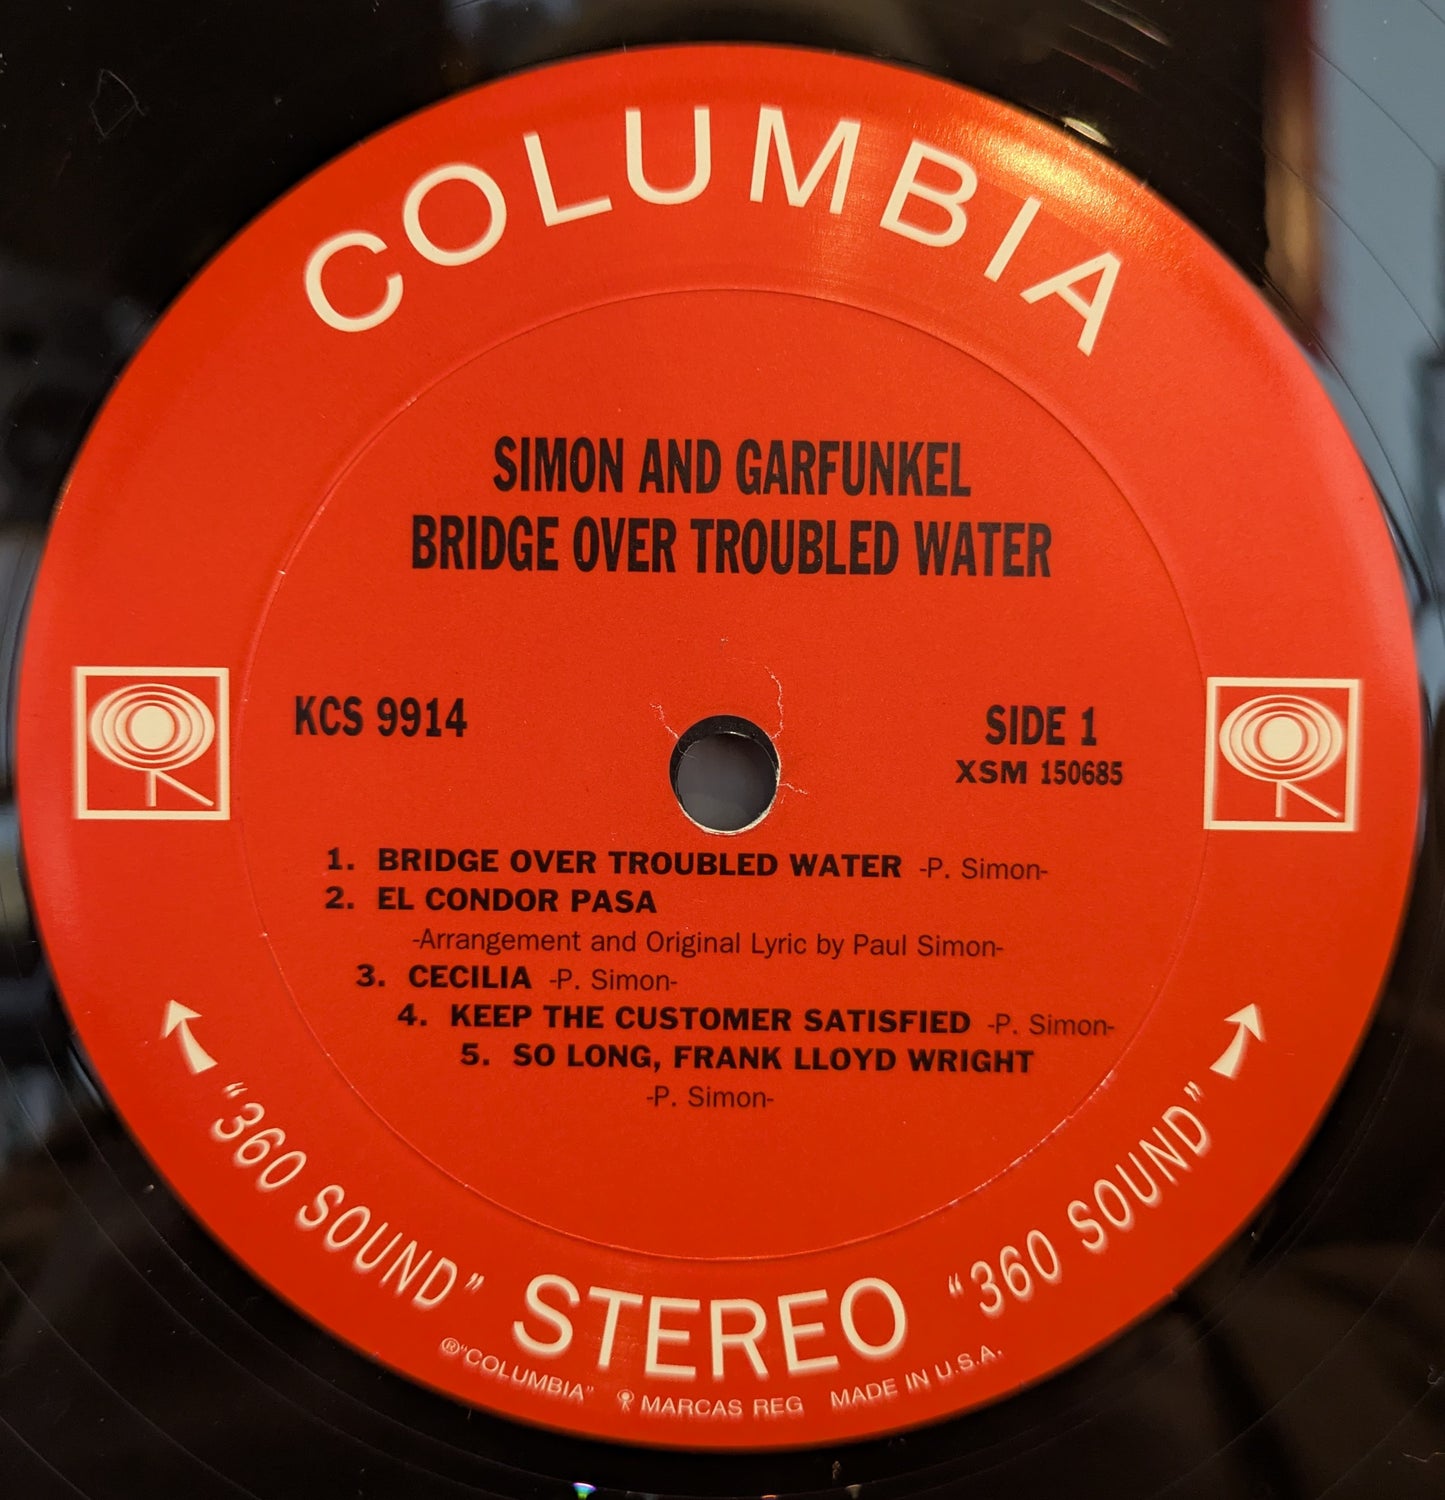 COLUMBIA
SIMON AND GARFUNKEL
BRIDGE OVER TROUBLED WATER
KCS 9914
SIDE 1
XSM 150685
1. BRIDGE OVER TROUBLED WATER -P. Simon-
2. EL CONDOR PASA
-Arrangement and Original Lyric by Paul Simon-
3. CECILIA -P. Simon-
4. KEEP THE CUSTOMER SATISFIED -P. Simon-
5. SO LONG, FRANK LLOYD WRIGHT
-P. Simon-
"360 SOUND" STEREO "360 SOUND"
®"COLUMBIA" MARCAS REG MADE IN U.S.A.